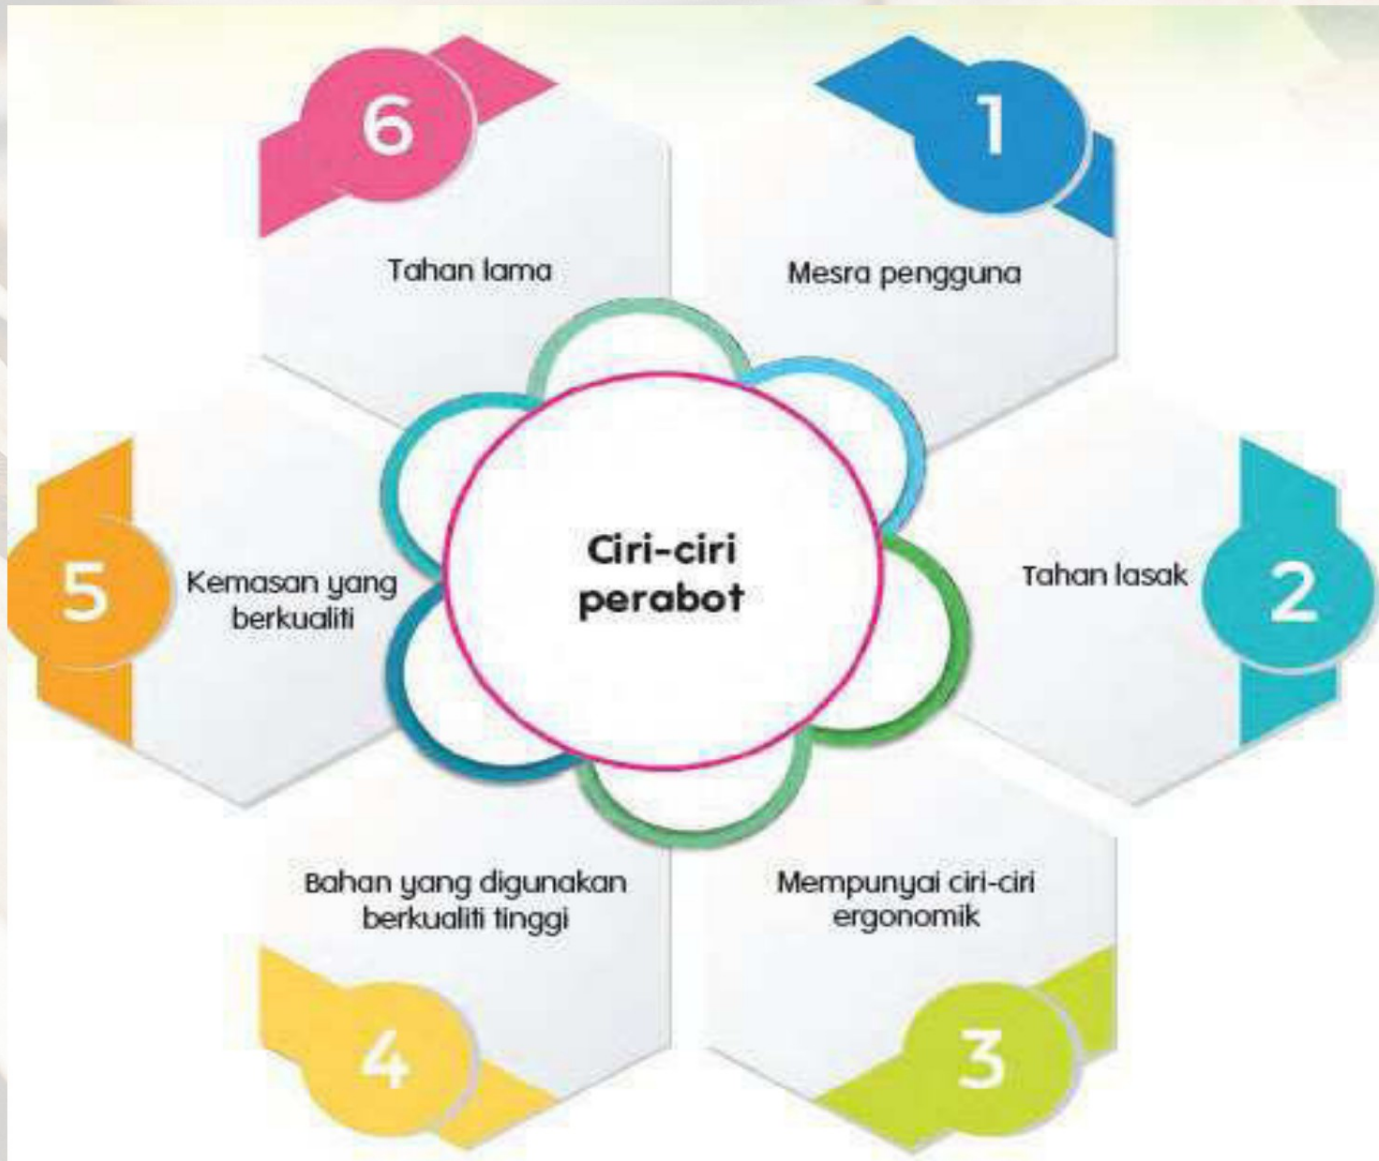 Ciri-ciri
perabot
1
Mesra pengguna
2
Tahan lasak
3
Mempunyai ciri-ciri
ergonomik
4
Bahan yang digunakan
berkualiti tinggi
5
Kemasan yang
berkualiti
6
Tahan lama